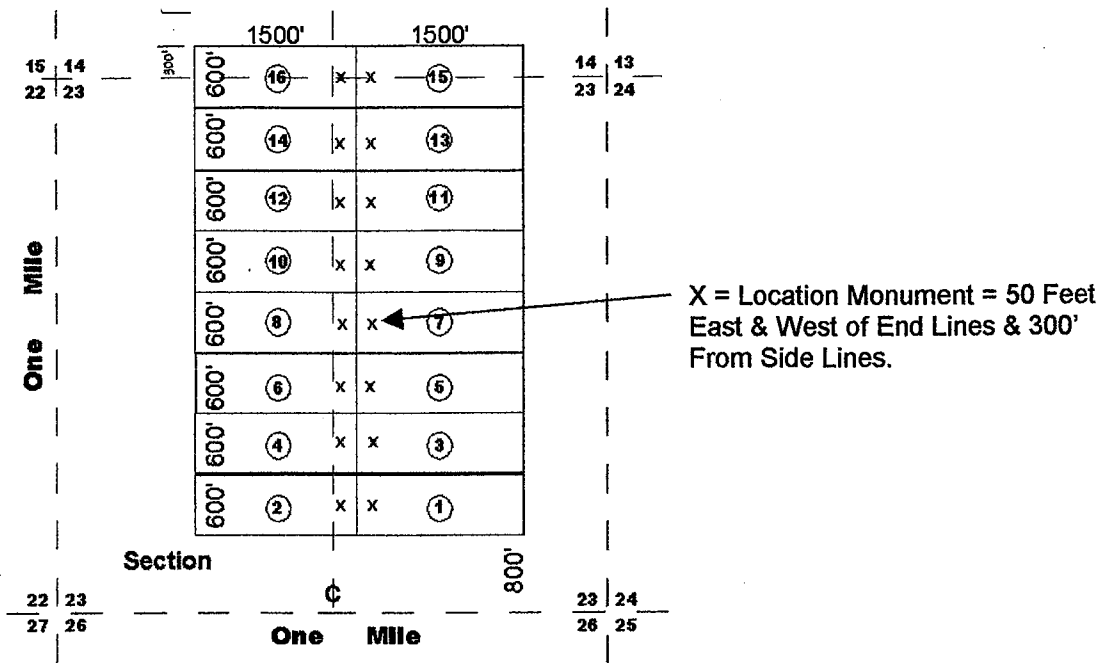 1500' 1500'
300'
15 14
22 23
14 13
23 24
600' 16 x x 15
600' 14 x x 13
600' 12 x x 11
600' 10 x x 9
600' 8 x x 7
600' 6 x x 5
600' 4 x x 3
600' 2 x x 1
One Mile
X = Location Monument = 50 Feet
East & West of End Lines & 300'
From Side Lines.
Section
800'
℄
22 23
27 26
23 24
26 25
One Mile